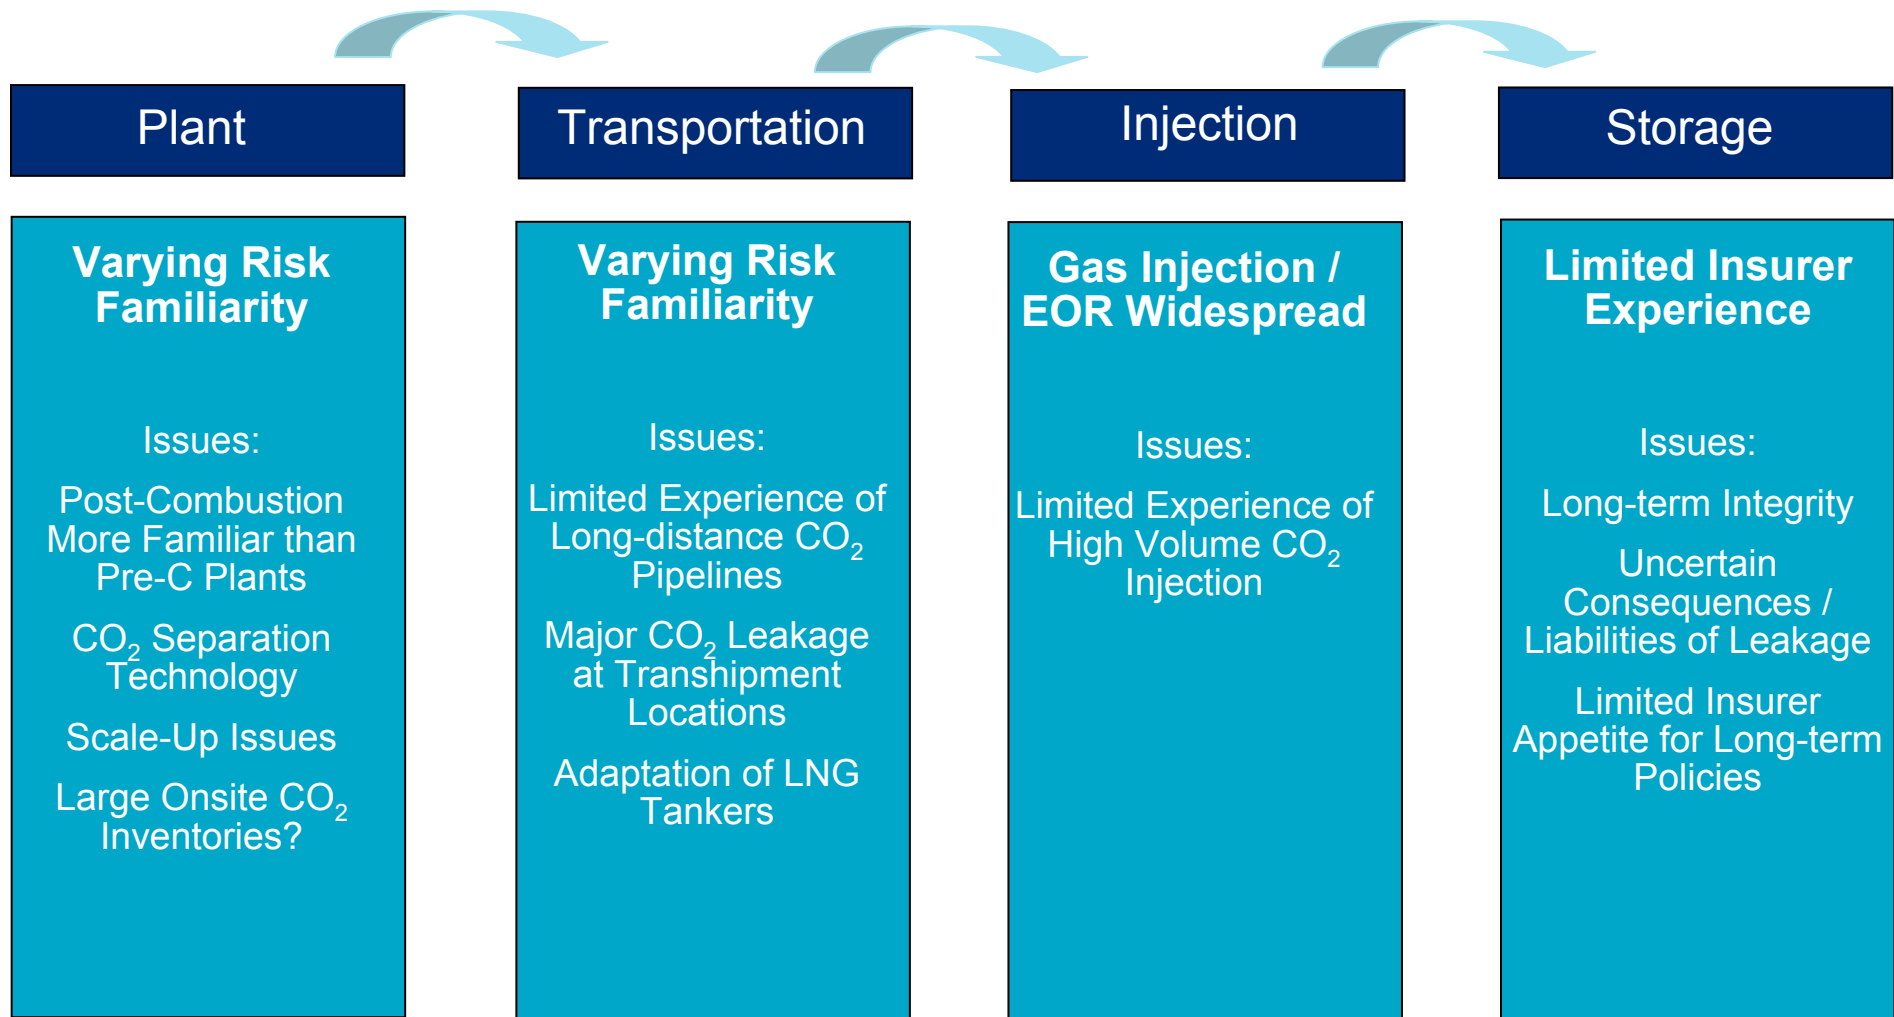 Plant
Varying Risk
Familiarity
Issues:
Post-Combustion
More Familiar than
Pre-C Plants
CO₂ Separation
Technology
Scale-Up Issues
Large Onsite CO₂
Inventories?
Transportation
Varying Risk
Familiarity
Issues:
Limited Experience of
Long-distance CO₂
Pipelines
Major CO₂ Leakage
at Transhipment
Locations
Adaptation of LNG
Tankers
Injection
Gas Injection /
EOR Widespread
Issues:
Limited Experience of
High Volume CO₂
Injection
Storage
Limited Insurer
Experience
Issues:
Long-term Integrity
Uncertain
Consequences /
Liabilities of Leakage
Limited Insurer
Appetite for Long-term
Policies